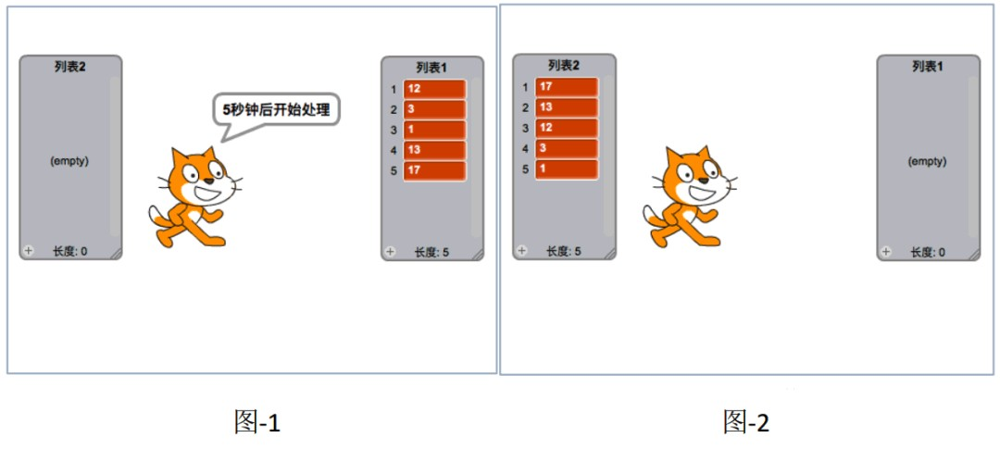 列表2
(empty)
+ 长度: 0
5秒钟后开始处理
列表1
1 12
2 3
3 1
4 13
5 17
+ 长度: 5
列表2
1 17
2 13
3 12
4 3
5 1
+ 长度: 5
列表1
(empty)
+ 长度: 0
图-1
图-2